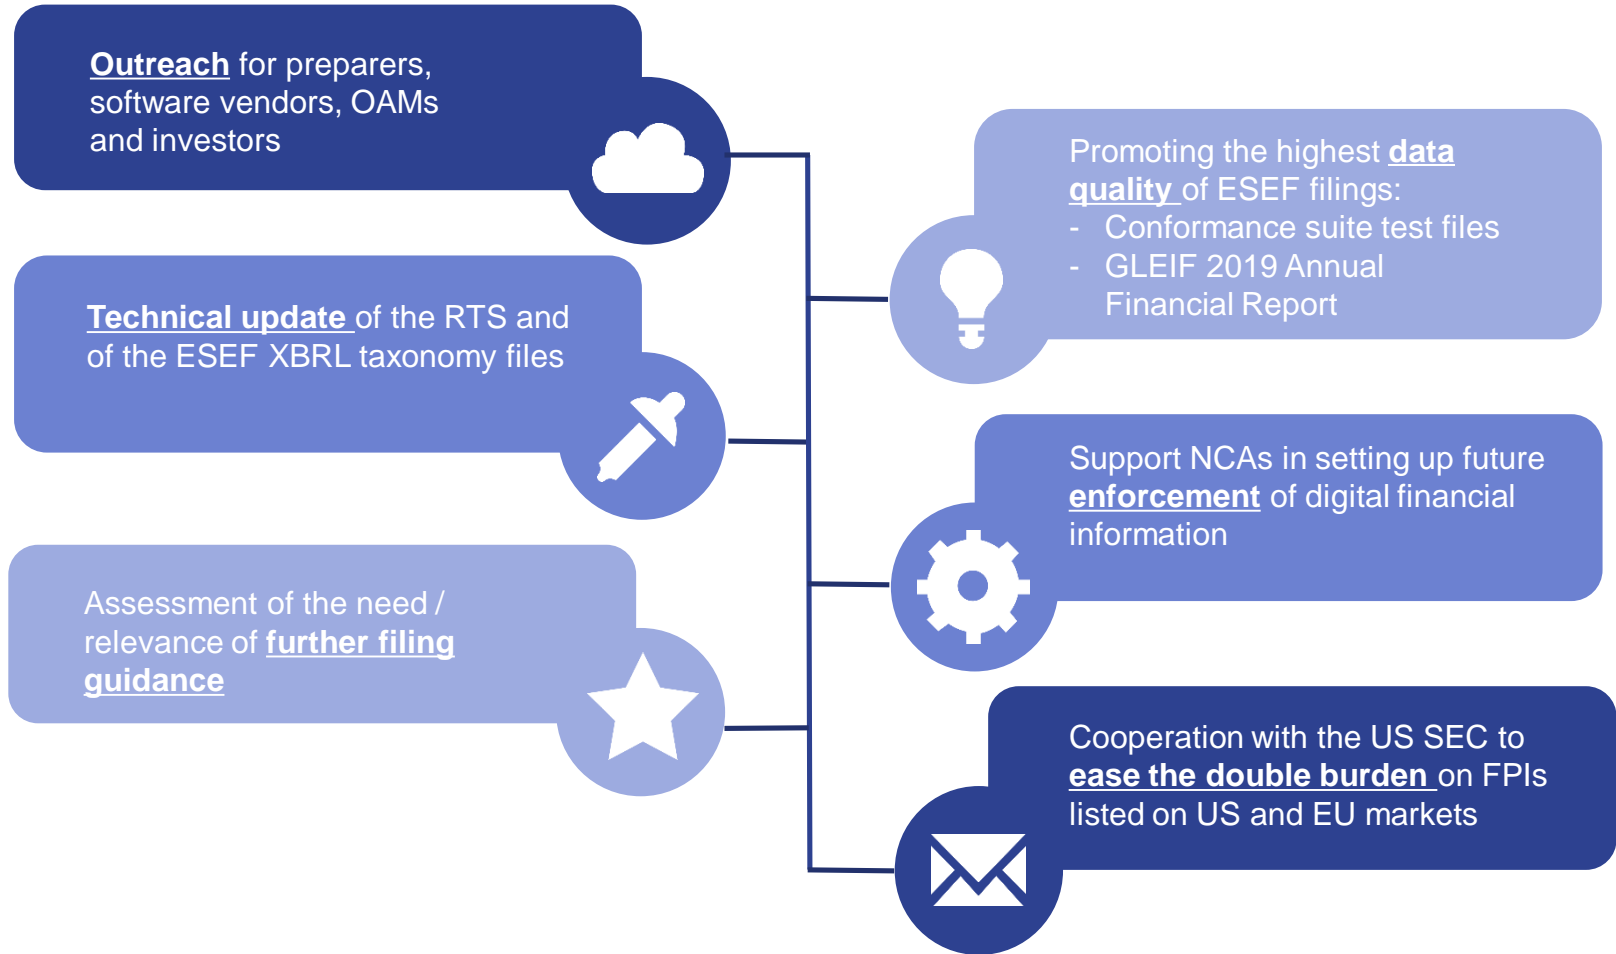 Outreach for preparers,
software vendors, OAMs
and investors
Technical update of the RTS and
of the ESEF XBRL taxonomy files
Assessment of the need /
relevance of further filing
guidance
Promoting the highest data
quality of ESEF filings:
- Conformance suite test files
- GLEIF 2019 Annual
Financial Report
Support NCAs in setting up future
enforcement of digital financial
information
Cooperation with the US SEC to
ease the double burden on FPIs
listed on US and EU markets